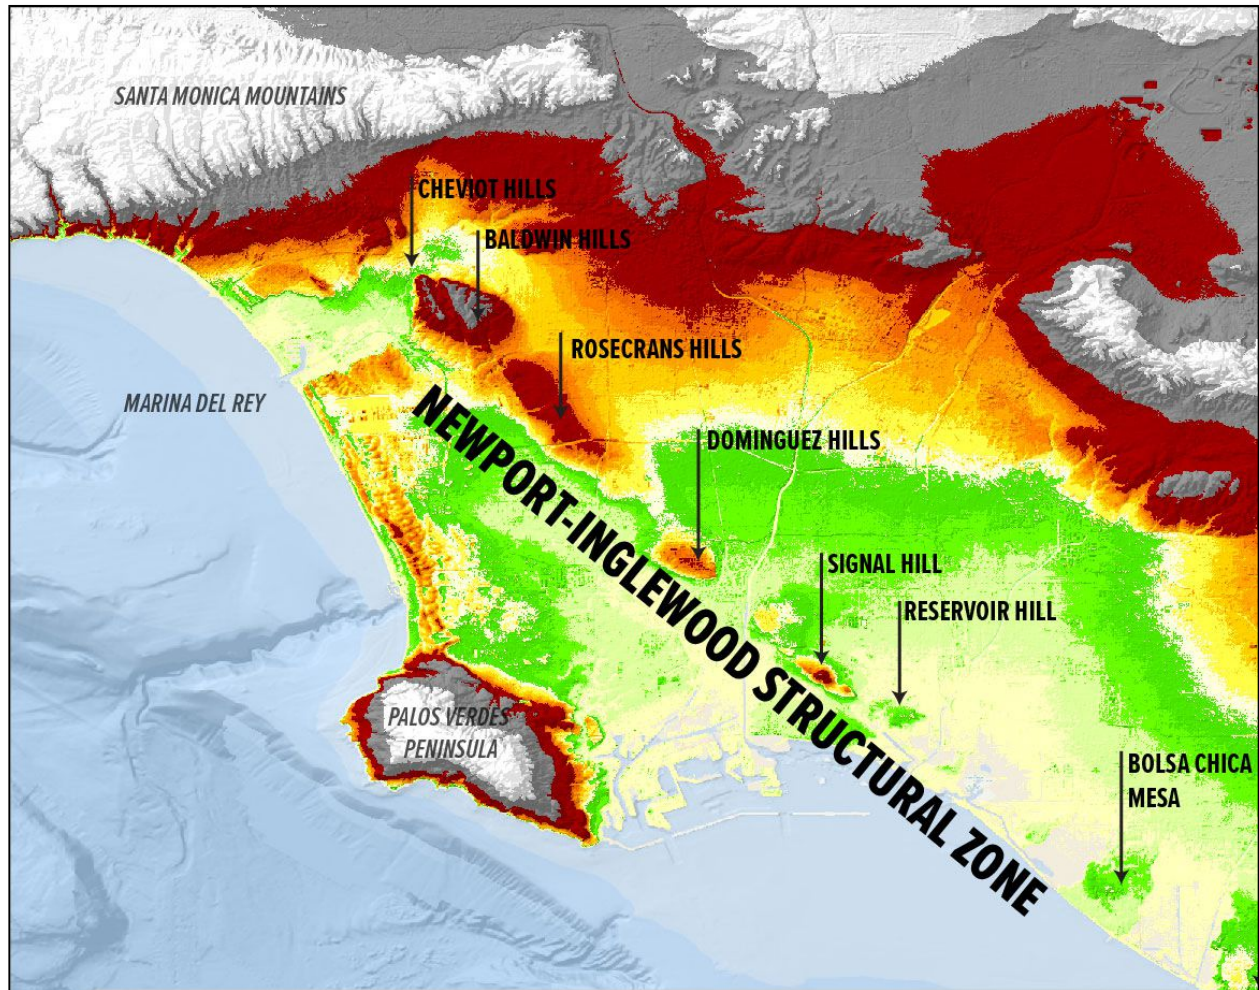 SANTA MONICA MOUNTAINS
CHEVIOT HILLS
BALDWIN HILLS
ROSECRANS HILLS
MARINA DEL REY
NEWPORT-INGLEWOOD STRUCTURAL ZONE
DOMINGUEZ HILLS
SIGNAL HILL
RESERVOIR HILL
PALOS VERDES
PENINSULA
BOLSA CHICA
MESA